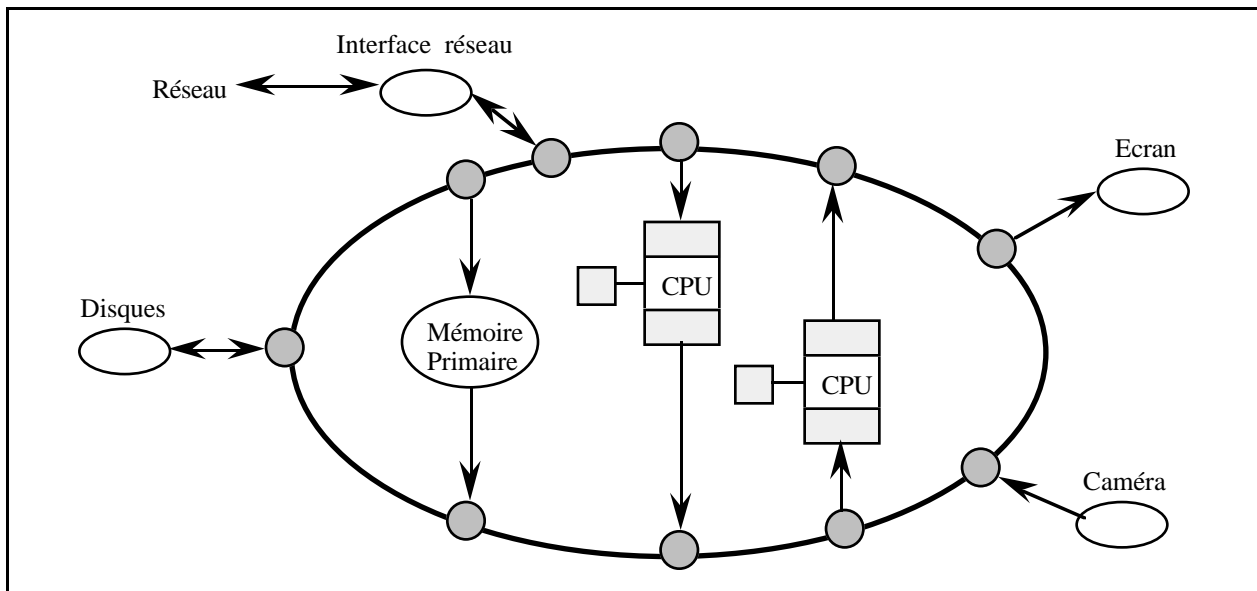 Interface réseau
Réseau
Ecran
CPU
Disques
Mémoire
Primaire
CPU
Caméra